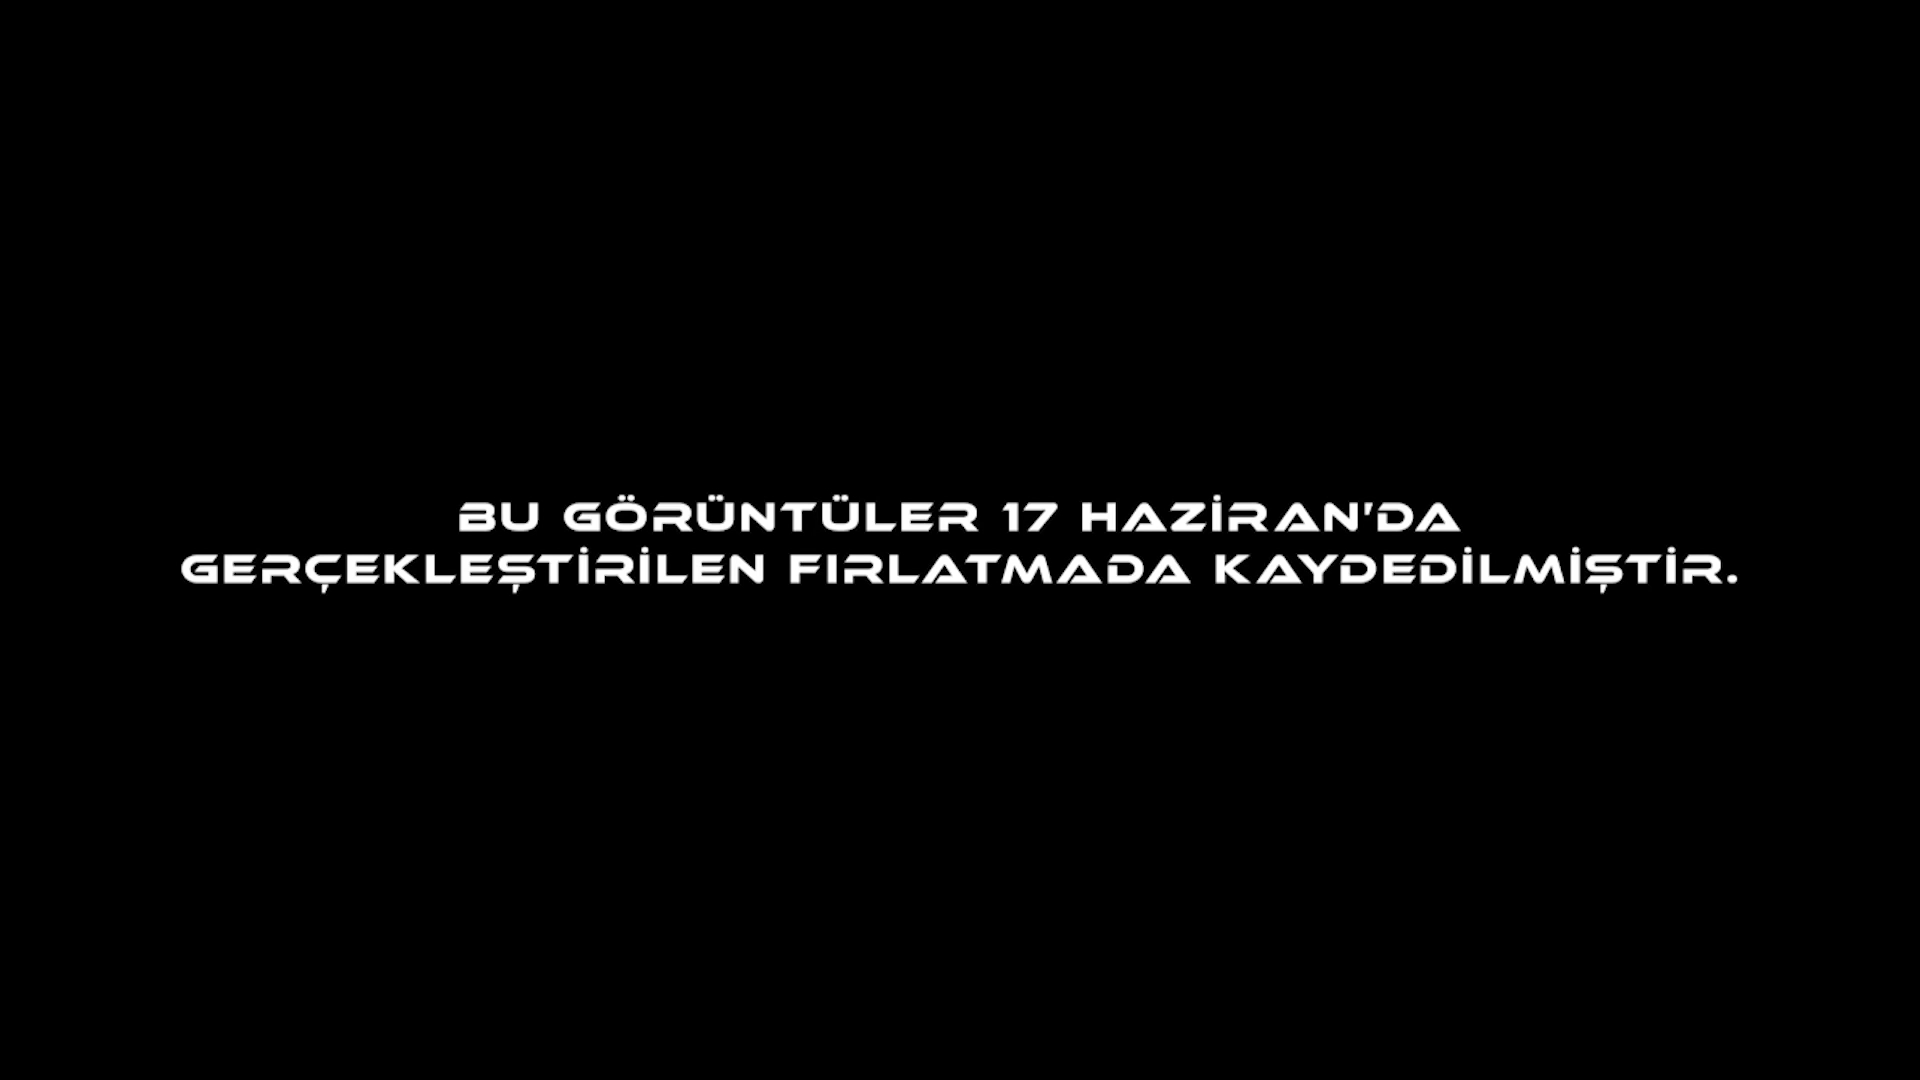 BU GÖRÜNTÜLER 17 HAZİRAN'DA
GERÇEKLEŞTİRİLEN FIRLATMADA KAYDEDİLMİŞTİR.